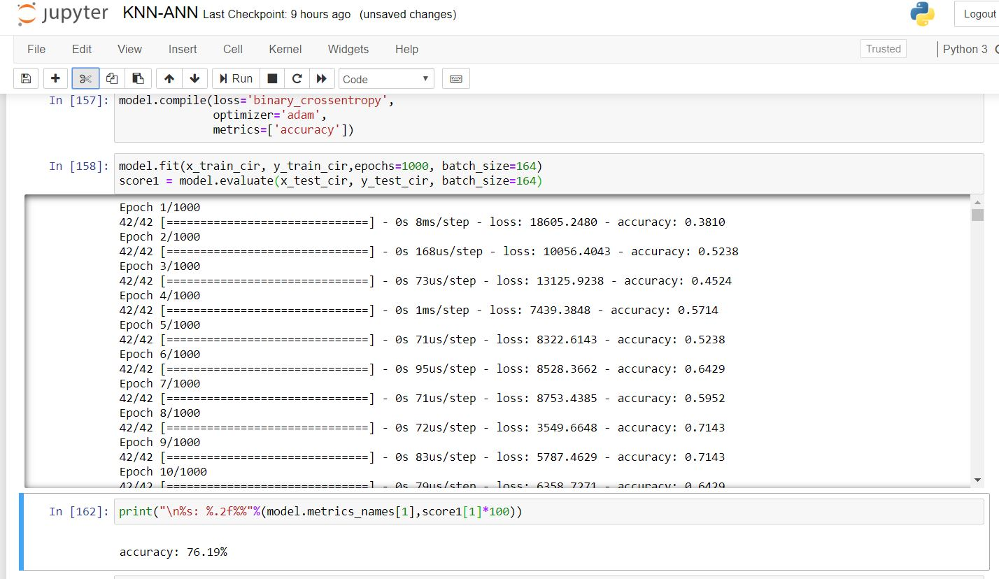 jupyter KNN-ANN Last Checkpoint: 9 hours ago (unsaved changes)
Logout
File Edit View Insert Cell Kernel Widgets Help
Trusted
Python 3
Run
Code
In [157]: model.compile(loss='binary_crossentropy',
optimizer='adam',
metrics=['accuracy'])
In [158]: model.fit(x_train_cir, y_train_cir,epochs=1000, batch_size=164)
score1 = model.evaluate(x_test_cir, y_test_cir, batch_size=164)
Epoch 1/1000
42/42 [==============================] - 0s 8ms/step - loss: 18605.2480 - accuracy: 0.3810
Epoch 2/1000
42/42 [==============================] - 0s 168us/step - loss: 10056.4043 - accuracy: 0.5238
Epoch 3/1000
42/42 [==============================] - 0s 73us/step - loss: 13125.9238 - accuracy: 0.4524
Epoch 4/1000
42/42 [==============================] - 0s 1ms/step - loss: 7439.3848 - accuracy: 0.5714
Epoch 5/1000
42/42 [==============================] - 0s 71us/step - loss: 8322.6143 - accuracy: 0.5238
Epoch 6/1000
42/42 [==============================] - 0s 95us/step - loss: 8528.3662 - accuracy: 0.6429
Epoch 7/1000
42/42 [==============================] - 0s 71us/step - loss: 8753.4385 - accuracy: 0.5952
Epoch 8/1000
42/42 [==============================] - 0s 72us/step - loss: 3549.6648 - accuracy: 0.7143
Epoch 9/1000
42/42 [==============================] - 0s 83us/step - loss: 5787.4629 - accuracy: 0.7143
Epoch 10/1000
42/42 [==============================] - 0s 79us/step - loss: 6358.7271 - accuracy: 0.6429
In [162]: print("\n%s: %.2f%%"%(model.metrics_names[1],score1[1]*100))
accuracy: 76.19%